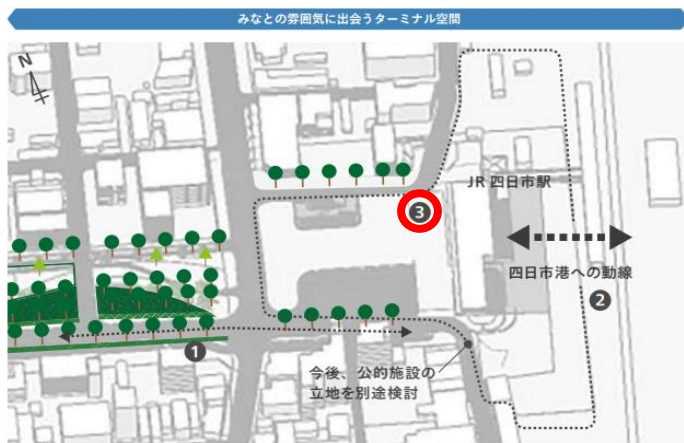 みなとの雰囲気に出会うターミナル空間
N
3
JR 四日市駅
四日市港への動線
2
1
今後、公的施設の
立地を別途検討